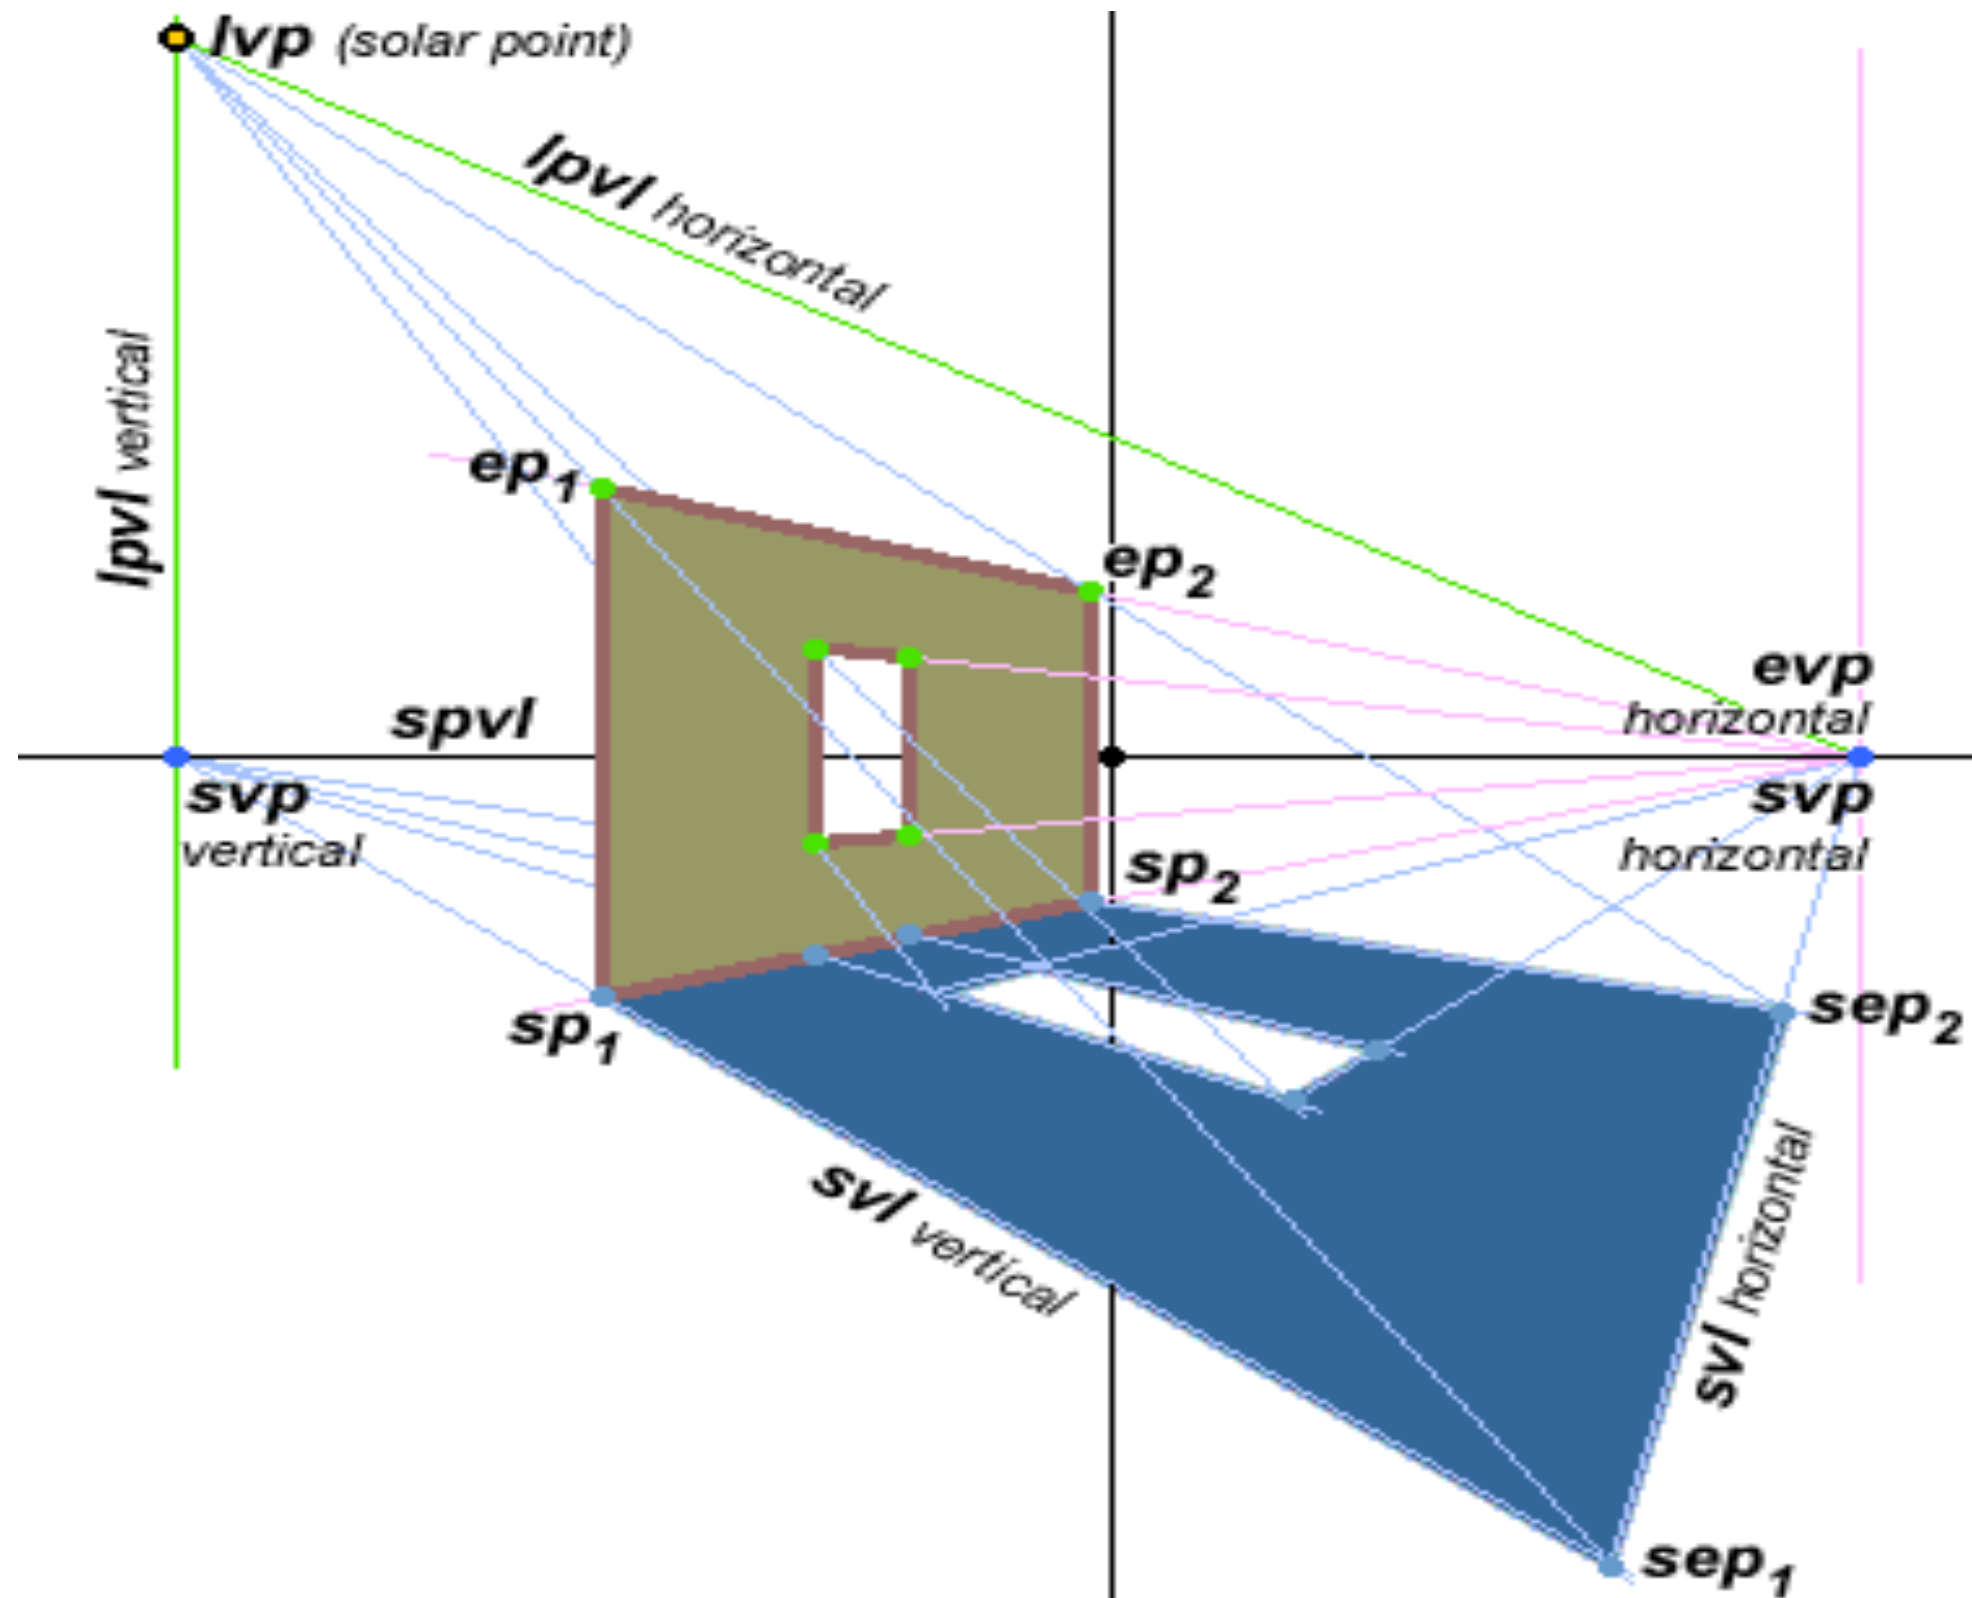 lvp (solar point)
lpvl horizontal
lpvl vertical
ep1
ep2
evp
horizontal
spvl
svp
vertical
svp
horizontal
sp2
sp1
sep2
svl vertical
svl horizontal
sep1